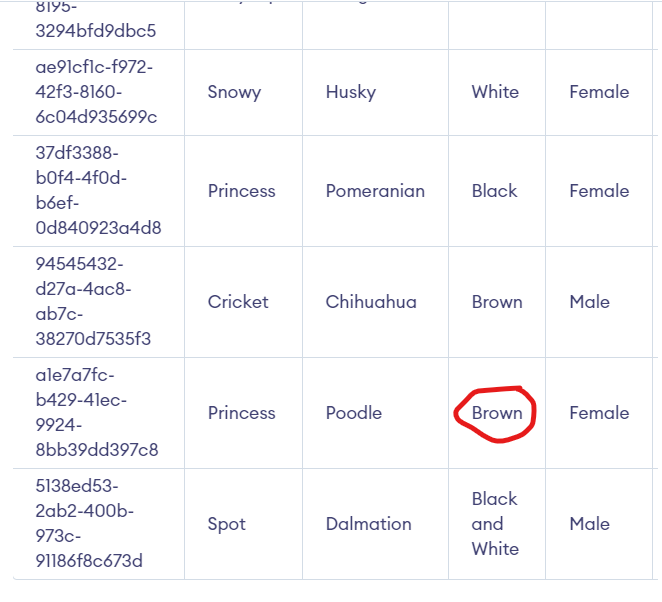 8195-
3294bfd9dbc5
ae91cf1c-f972-
42f3-8160-
6c04d935699c
Snowy
Husky
White
Female
37df3388-
b0f4-4f0d-
b6ef-
0d840923a4d8
Princess
Pomeranian
Black
Female
94545432-
d27a-4ac8-
ab7c-
38270d7535f3
Cricket
Chihuahua
Brown
Male
a1e7a7fc-
b429-41ec-
9924-
8bb39dd397c8
Princess
Poodle
Brown
Female
5138ed53-
2ab2-400b-
973c-
91186f8c673d
Spot
Dalmation
Black
and
White
Male